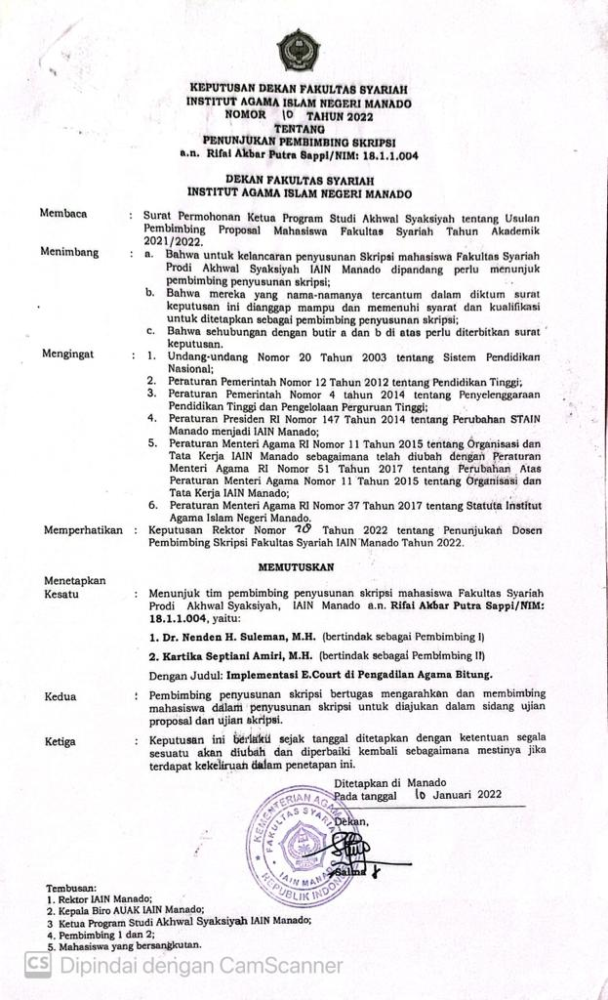 KEPUTUSAN DEKAN FAKULTAS SYARIAH
INSTITUT AGAMA ISLAM NEGERI MANADO
NOMOR 10 TAHUN 2022
TENTANG
PENUNJUKAN PEMBIMBING SKRIPSI
a.n. Rifai Akbar Putra Sappi/NIM: 18.1.1.004
DEKAN FAKULTAS SYARIAH
INSTITUT AGAMA ISLAM NEGERI MANADO
Membaca : Surat Permohonan Ketua Program Studi Akhwal Syaksiyah tentang Usulan
Pembimbing Proposal Mahasiswa Fakultas Syariah Tahun Akademik
2021/2022.
Menimbang : a. Bahwa untuk kelancaran penyusunan Skripsi mahasiswa Fakultas Syariah
Prodi Akhwal Syaksiyah IAIN Manado dipandang perlu menunjuk
pembimbing penyusunan skripsi;
b. Bahwa mereka yang nama-namanya tercantum dalam diktum surat
keputusan ini dianggap mampu dan memenuhi syarat dan kualifikasi
untuk ditetapkan sebagai pembimbing penyusunan skripsi;
c. Bahwa sehubungan dengan butir a dan b di atas perlu diterbitkan surat
keputusan.
Mengingat : 1. Undang-undang Nomor 20 Tahun 2003 tentang Sistem Pendidikan
Nasional;
2. Peraturan Pemerintah Nomor 12 Tahun 2012 tentang Pendidikan Tinggi;
3. Peraturan Pemerintah Nomor 4 tahun 2014 tentang Penyelenggaraan
Pendidikan Tinggi dan Pengelolaan Perguruan Tinggi;
4. Peraturan Presiden RI Nomor 147 Tahun 2014 tentang Perubahan STAIN
Manado menjadi IAIN Manado;
5. Peraturan Menteri Agama RI Nomor 11 Tahun 2015 tentang Organisasi dan
Tata Kerja IAIN Manado sebagaimana telah diubah dengan Peraturan
Menteri Agama RI Nomor 51 Tahun 2017 tentang Perubahan Atas
Peraturan Menteri Agama Nomor 11 Tahun 2015 tentang Organisasi dan
Tata Kerja IAIN Manado;
6. Peraturan Menteri Agama RI Nomor 37 Tahun 2017 tentang Statuta Institut
Agama Islam Negeri Manado.
Memperhatikan : Keputusan Rektor Nomor Tahun 2022 tentang Penunjukan Dosen
Pembimbing Skripsi Fakultas Syariah IAIN Manado Tahun 2022.
MEMUTUSKAN
Menetapkan
Kesatu : Menunjuk tim pembimbing penyusunan skripsi mahasiswa Fakultas Syariah
Prodi Akhwal Syaksiyah, IAIN Manado a.n. Rifai Akbar Putra Sappi/NIM:
18.1.1.004, yaitu:
1. Dr. Nenden H. Suleman, M.H. (bertindak sebagai Pembimbing I)
2. Kartika Septiani Amiri, M.H. (bertindak sebagai Pembimbing II)
Dengan Judul: Implementasi E.Court di Pengadilan Agama Bitung.
Kedua : Pembimbing penyusunan skripsi bertugas mengarahkan dan membimbing
mahasiswa dalam penyusunan skripsi untuk diajukan dalam sidang ujian
proposal dan ujian skripsi.
Ketiga : Keputusan ini berlaku sejak tanggal ditetapkan dengan ketentuan segala
sesuatu akan diubah dan diperbaiki kembali sebagaimana mestinya jika
terdapat kekeliruan dalam penetapan ini.
Ditetapkan di Manado
Pada tanggal 10 Januari 2022
Dekan,
Salma
KEMENTERIAN AGAMA
FAKULTAS SYARIAH
IAIN MANADO
REPUBLIK INDONESIA
Tembusan:
1. Rektor IAIN Manado;
2. Kepala Biro AUAK IAIN Manado;
3 Ketua Program Studi Akhwal Syaksiyah IAIN Manado;
4. Pembimbing 1 dan 2;
5. Mahasiswa yang bersangkutan.
CS Dipindai dengan CamScanner